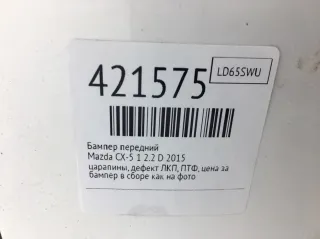 421575
LD65SWU
Бампер передний
Mazda CX-5 1 2.2 D 2015
царапины, дефект ЛКП, ПТФ, цена за
бампер в сборе как на фото